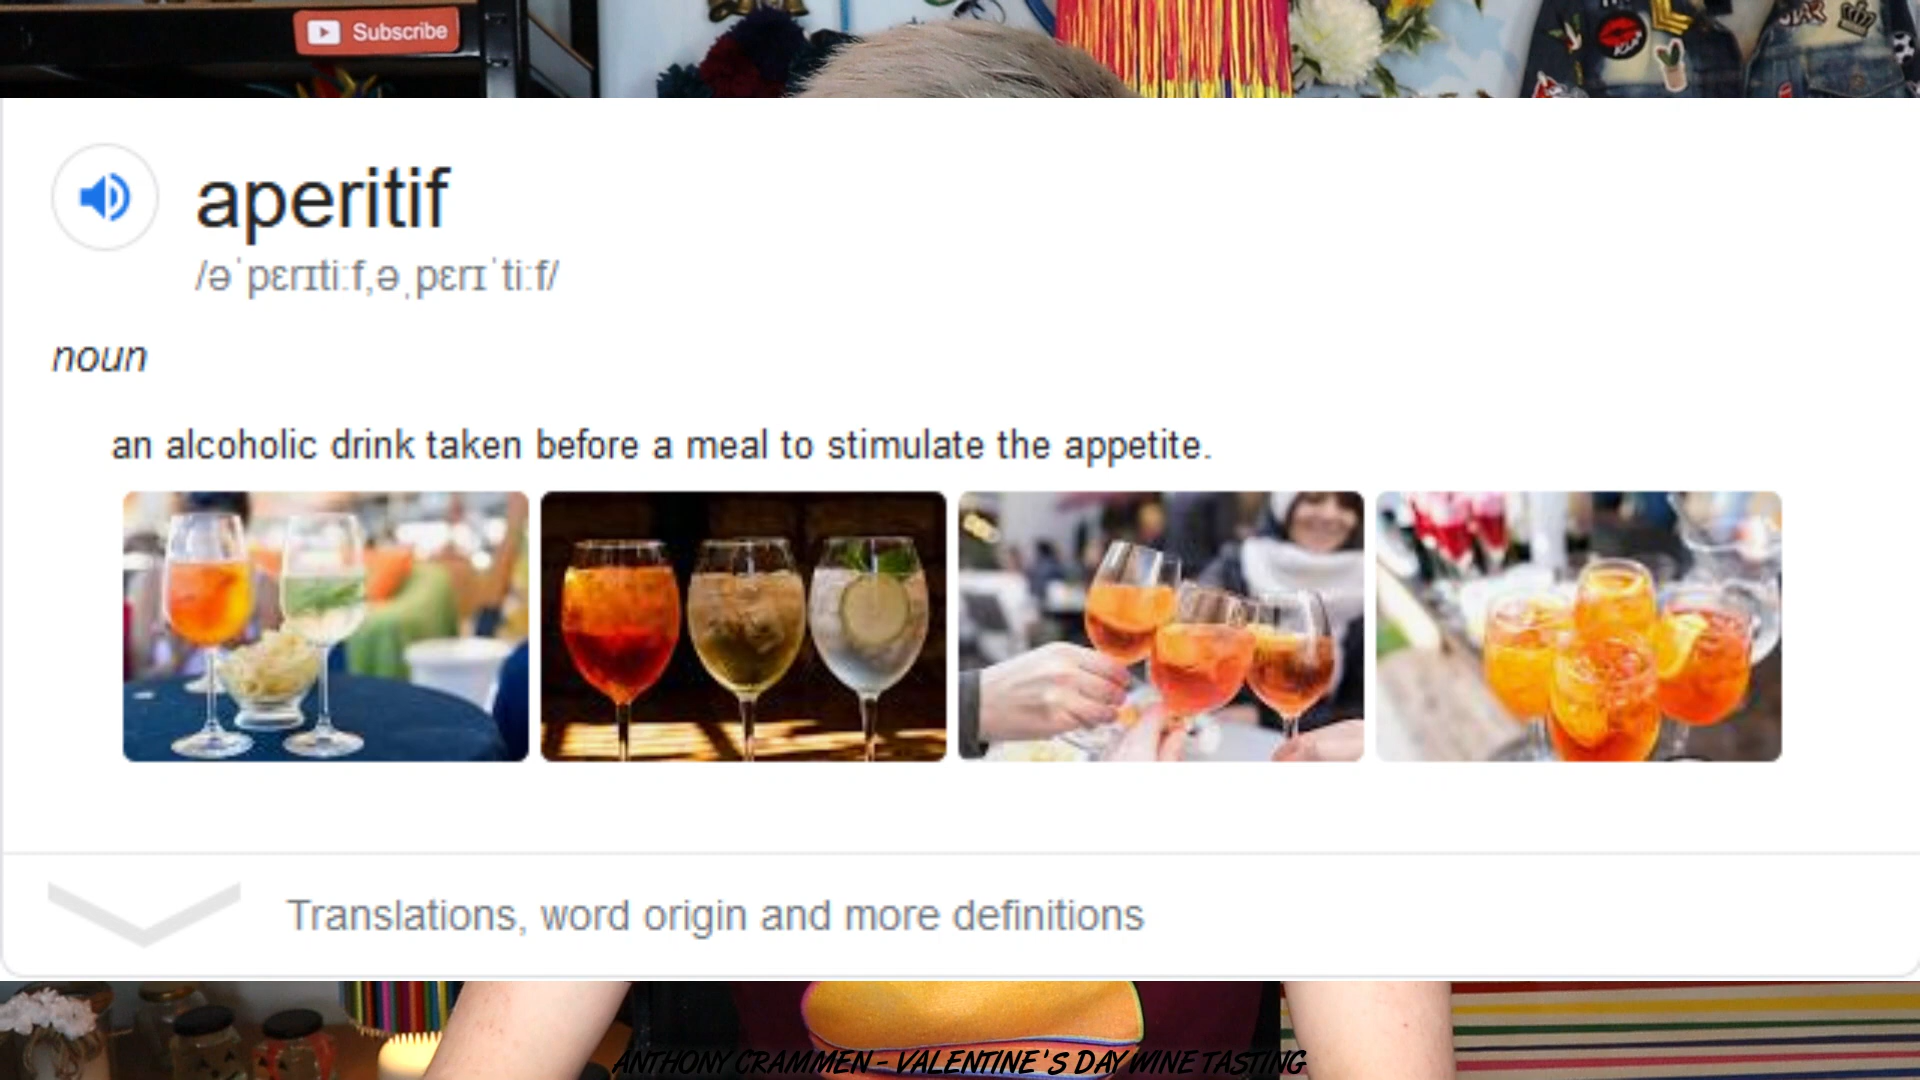 Subscribe
aperitif
/əˈpɛrɪtiːf,əˌpɛrɪˈtiːf/
noun
an alcoholic drink taken before a meal to stimulate the appetite.
Translations, word origin and more definitions
ANTHONY CRAMMEN - VALENTINE'S DAY WINE TASTING